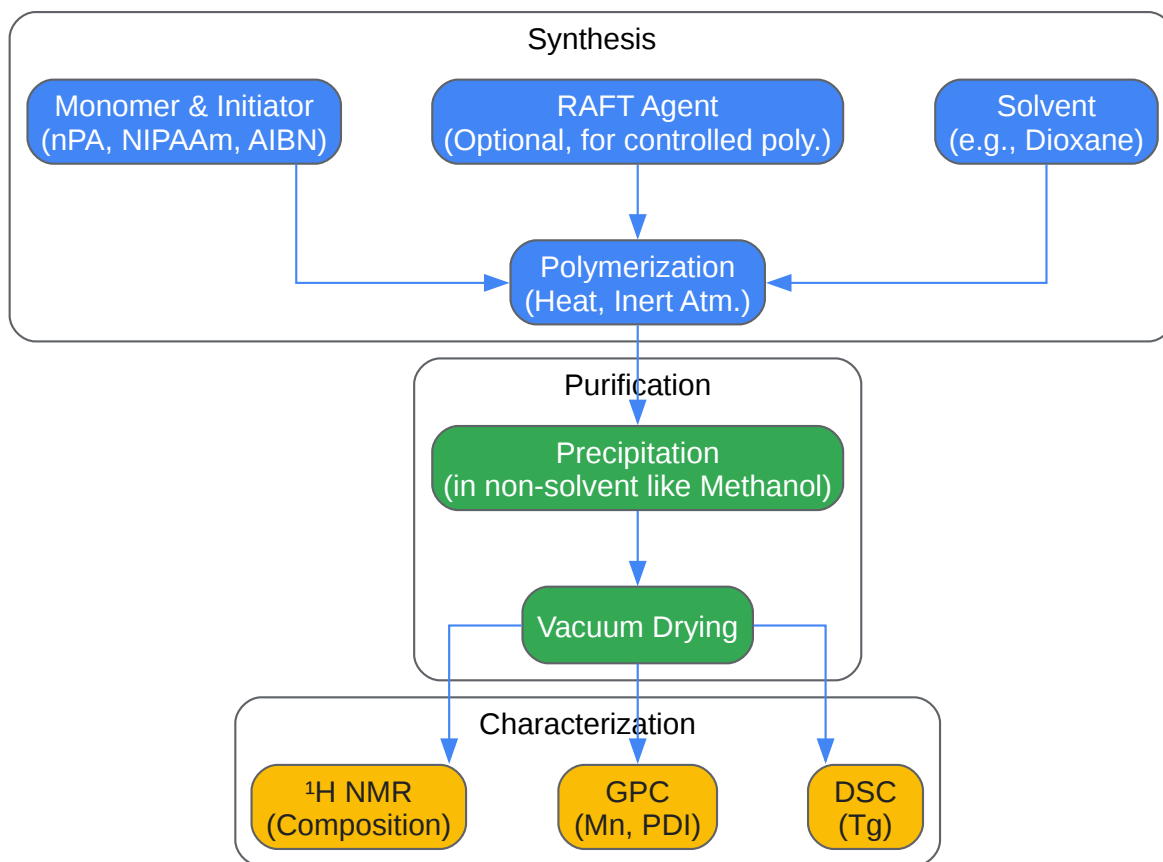 Synthesis
Monomer & Initiator
(nPA, NIPAAm, AIBN)
RAFT Agent
(Optional, for controlled poly.)
Solvent
(e.g., Dioxane)
Polymerization
(Heat, Inert Atm.)
Purification
Precipitation
(in non-solvent like Methanol)
Vacuum Drying
Characterization
¹H NMR
(Composition)
GPC
(Mn, PDI)
DSC
(Tg)